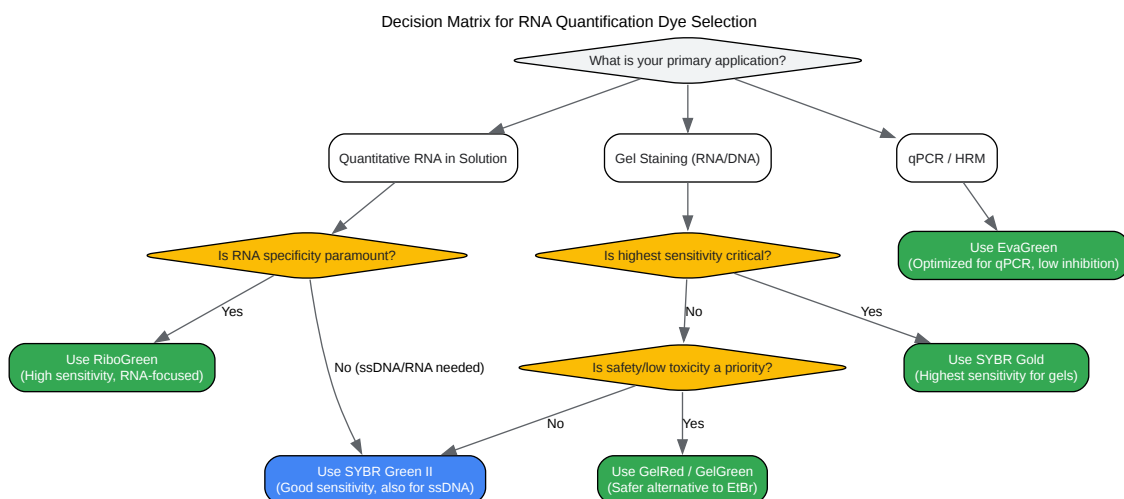 Decision Matrix for RNA Quantification Dye Selection
What is your primary application?
Quantitative RNA in Solution
Gel Staining (RNA/DNA)
qPCR / HRM
Is RNA specificity paramount?
Is highest sensitivity critical?
Use EvaGreen
(Optimized for qPCR, low inhibition)
Yes
No
Yes
Use RiboGreen
(High sensitivity, RNA-focused)
No (ssDNA/RNA needed)
Is safety/low toxicity a priority?
Use SYBR Gold
(Highest sensitivity for gels)
No
Yes
Use SYBR Green II
(Good sensitivity, also for ssDNA)
Use GelRed / GelGreen
(Safer alternative to EtBr)